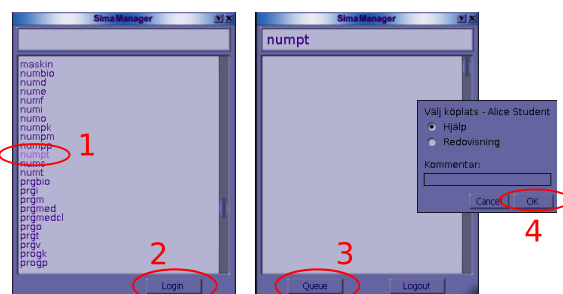 SimaManager
maskin
numbio
numd
nume
numf
numi
numo
numpk
numpm
numpp
numpt
nums
numt
prgbio
prgi
prgm
prgmed
prgmedcl
prgo
prgt
prgv
progk
progp
1
2
Login
SimaManager
numpt
3
Queue
Logout
Välj köplats - Alice Student
Hjälp
Redovisning
Kommentar:
Cancel
OK
4